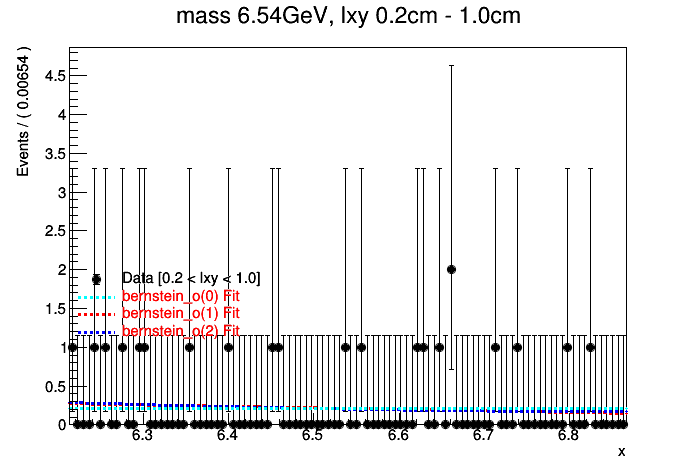 mass 6.54GeV, lxy 0.2cm - 1.0cm
Events / ( 0.00654 )
4.5
4
3.5
3
2.5
2
1.5
1
0.5
0
Data [0.2 < lxy < 1.0]
bernstein_o(0) Fit
bernstein_o(1) Fit
bernstein_o(2) Fit
6.3 6.4 6.5 6.6 6.7 6.8
x